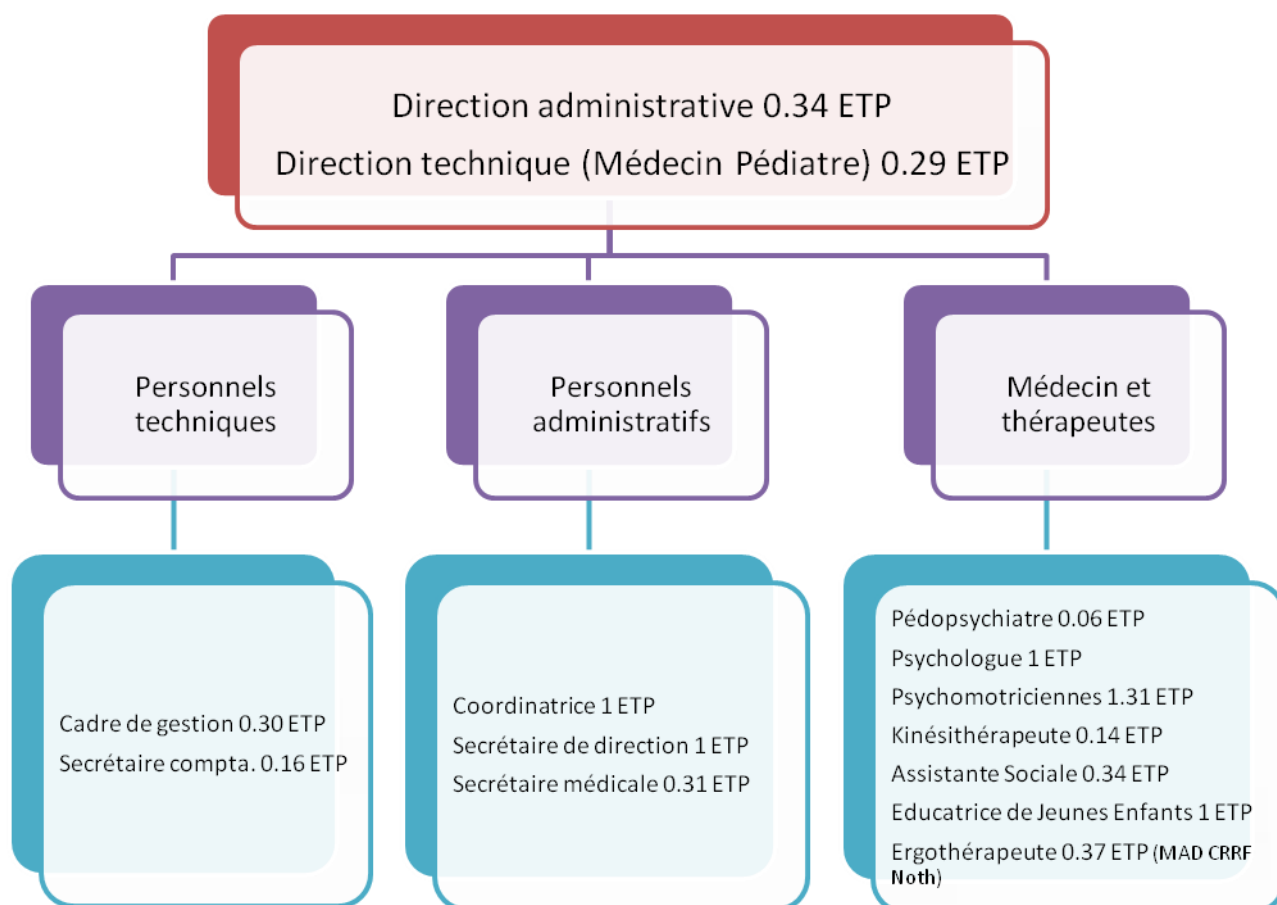 Direction administrative 0.34 ETP
Direction technique (Médecin Pédiatre) 0.29 ETP
Personnels
techniques
Personnels
administratifs
Médecin et
thérapeutes
Cadre de gestion 0.30 ETP
Secrétaire compta. 0.16 ETP
Coordinatrice 1 ETP
Secrétaire de direction 1 ETP
Secrétaire médicale 0.31 ETP
Pédopsychiatre 0.06 ETP
Psychologue 1 ETP
Psychomotriciennes 1.31 ETP
Kinésithérapeute 0.14 ETP
Assistante Sociale 0.34 ETP
Educatrice de Jeunes Enfants 1 ETP
Ergothérapeute 0.37 ETP (MAD CRRF
Noth)